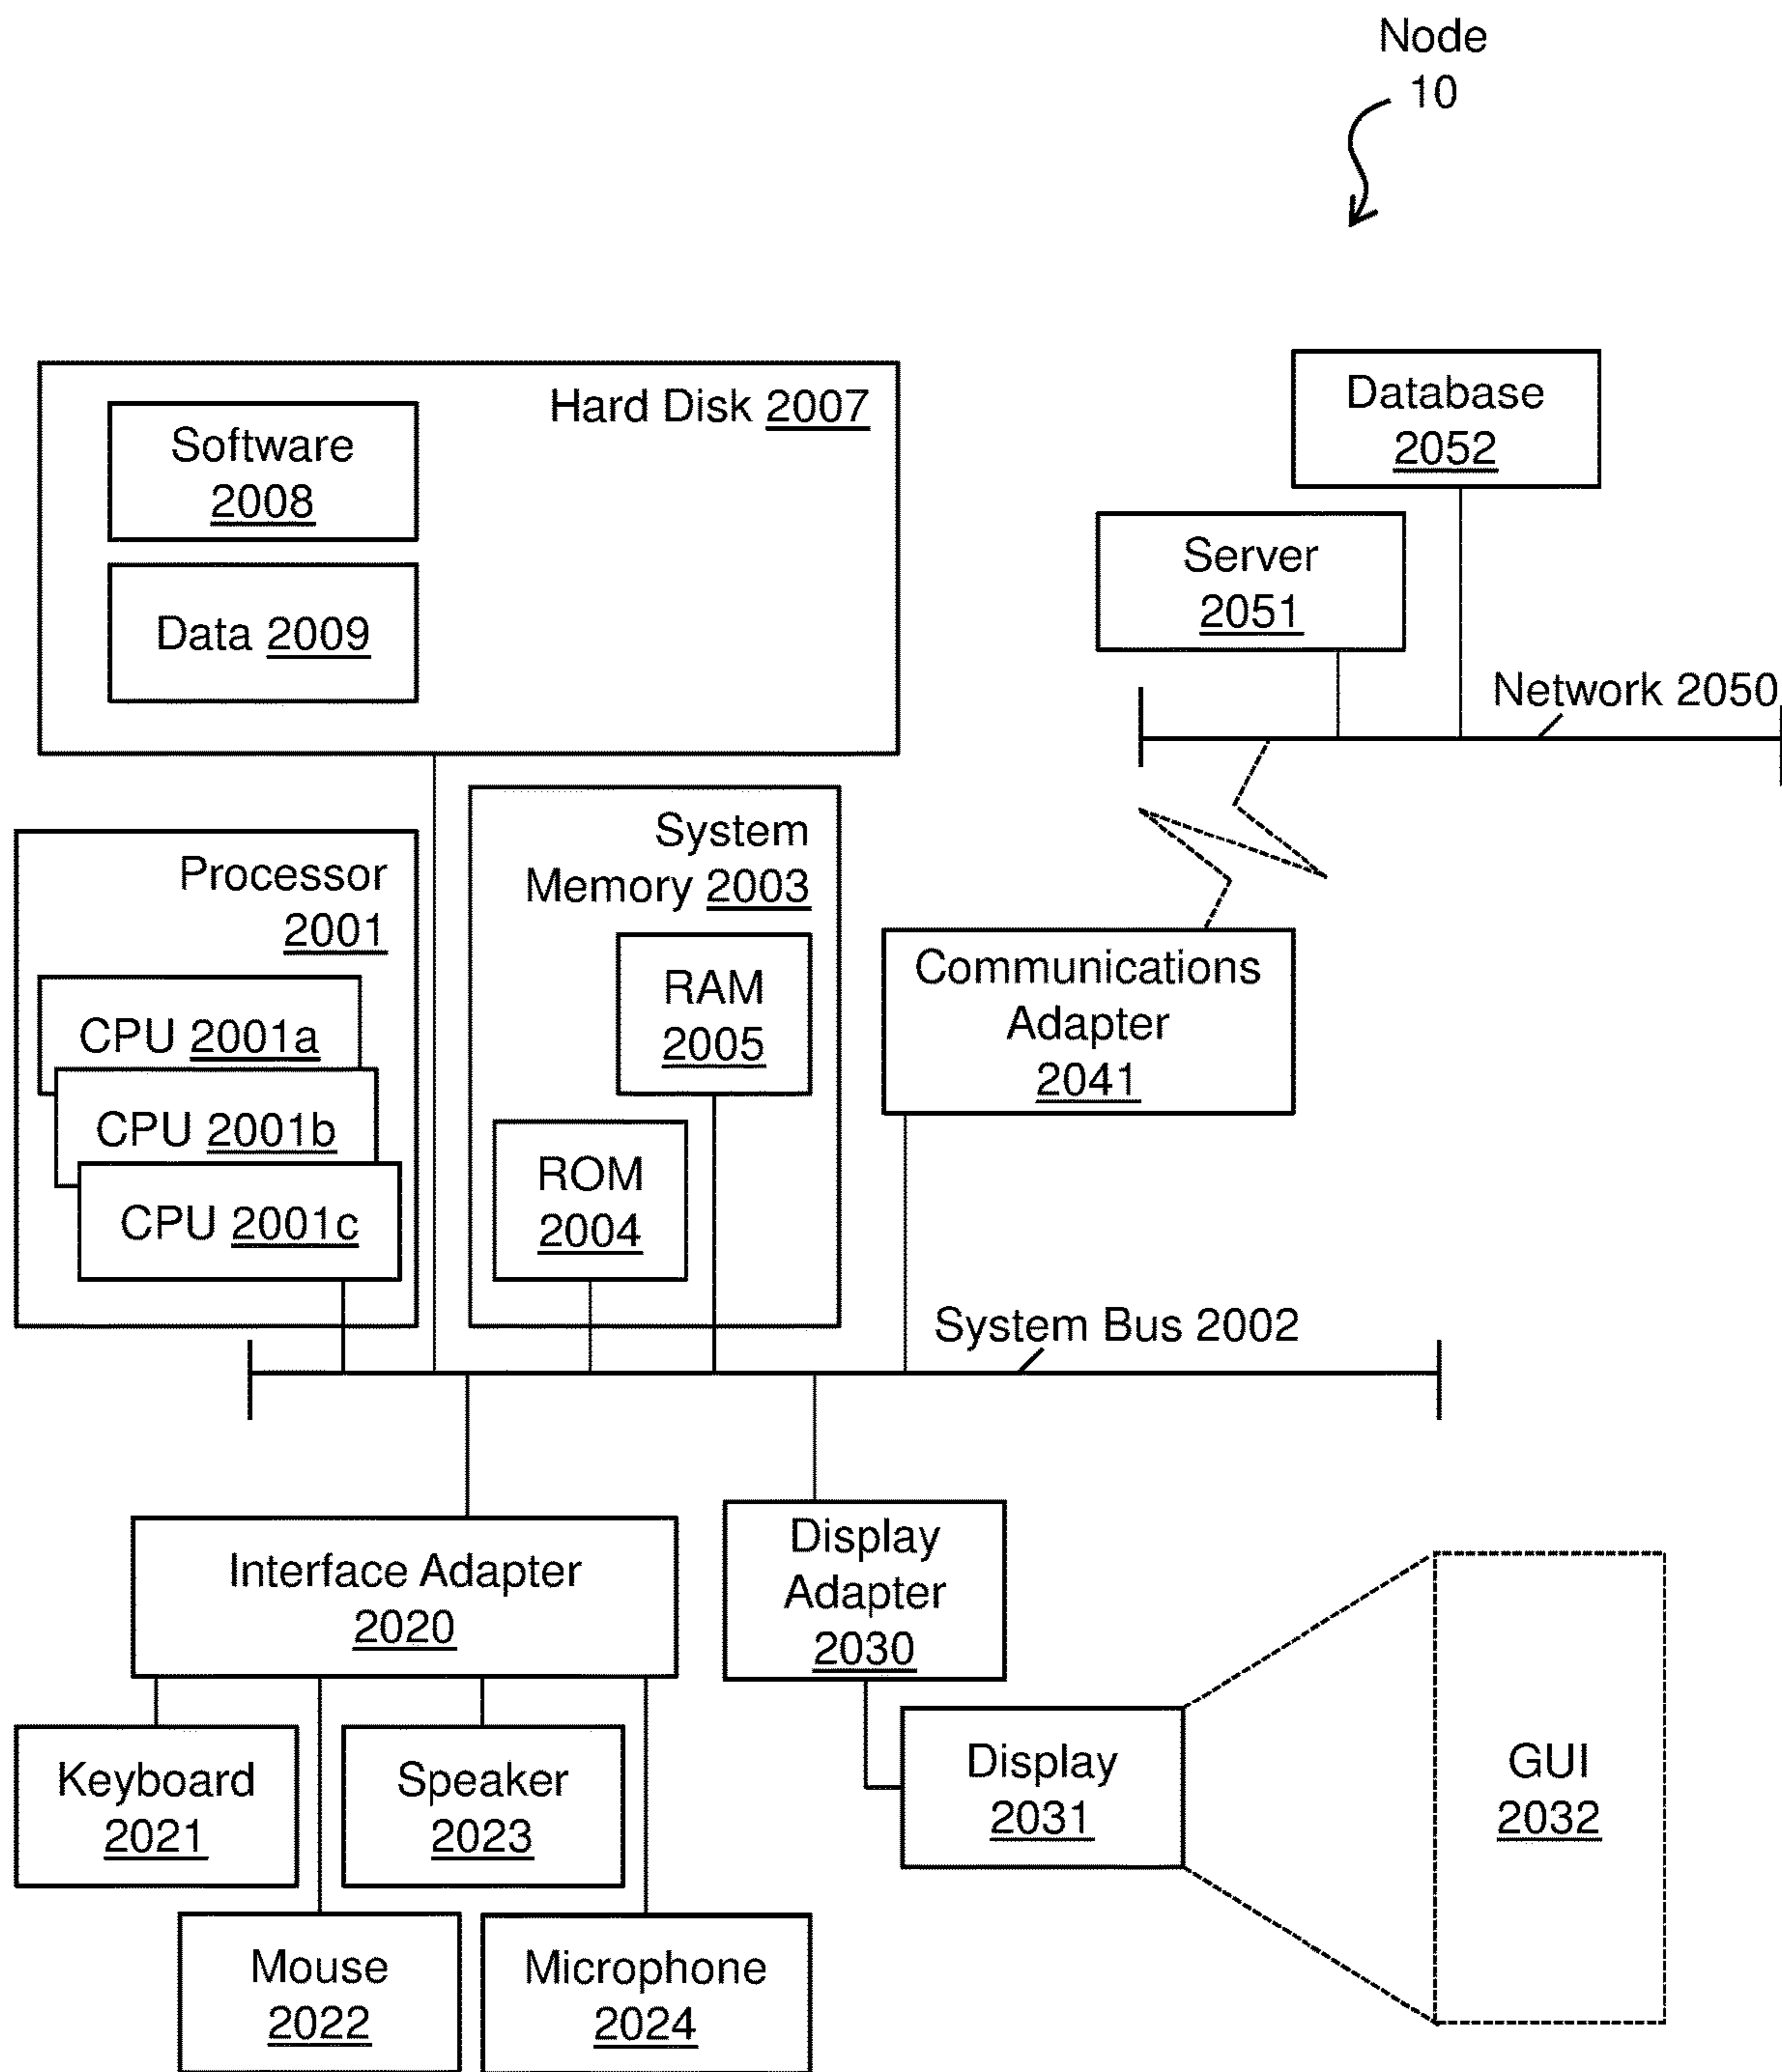 Node
10
Hard Disk 2007
Software
2008
Data 2009
Database
2052
Server
2051
Network 2050
Processor
2001
CPU 2001a
CPU 2001b
CPU 2001c
System
Memory 2003
RAM
2005
ROM
2004
Communications
Adapter
2041
System Bus 2002
Interface Adapter
2020
Display
Adapter
2030
Keyboard
2021
Speaker
2023
Mouse
2022
Microphone
2024
Display
2031
GUI
2032